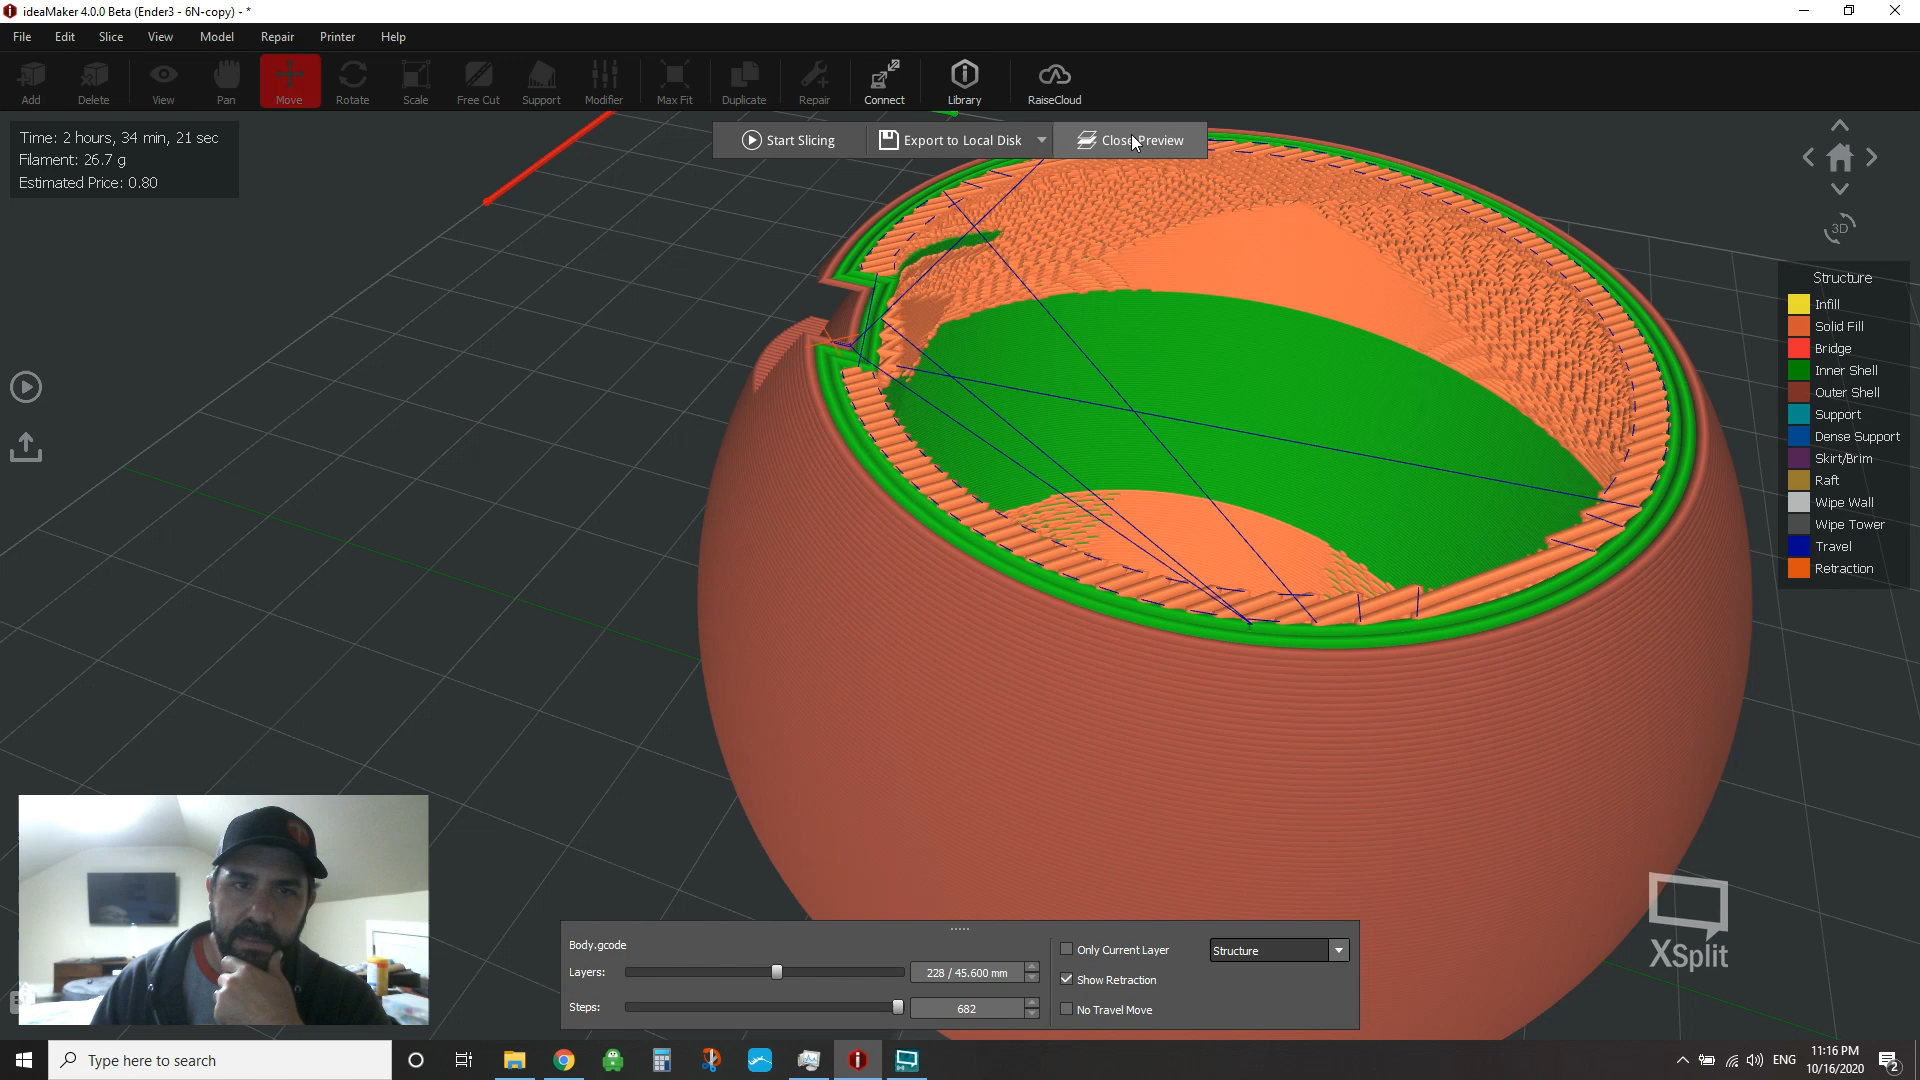 ideaMaker 4.0.0 Beta (Ender3 - 6N-copy) - *
File Edit Slice View Model Repair Printer Help
Add Delete View Pan Move Rotate Scale Free Cut Support Modifier Max Fit Duplicate Repair Connect Library RaiseCloud
Time: 2 hours, 34 min, 21 sec
Filament: 26.7 g
Estimated Price: 0.80
Start Slicing Export to Local Disk Close Preview
3D
Structure
Infill
Solid Fill
Bridge
Inner Shell
Outer Shell
Support
Dense Support
Skirt/Brim
Raft
Wipe Wall
Wipe Tower
Travel
Retraction
XSplit
Body.gcode
Layers: 228 / 45.600 mm
Steps: 682
Only Current Layer
Show Retraction
No Travel Move
Structure
Type here to search
ENG
11:16 PM
10/16/2020
2